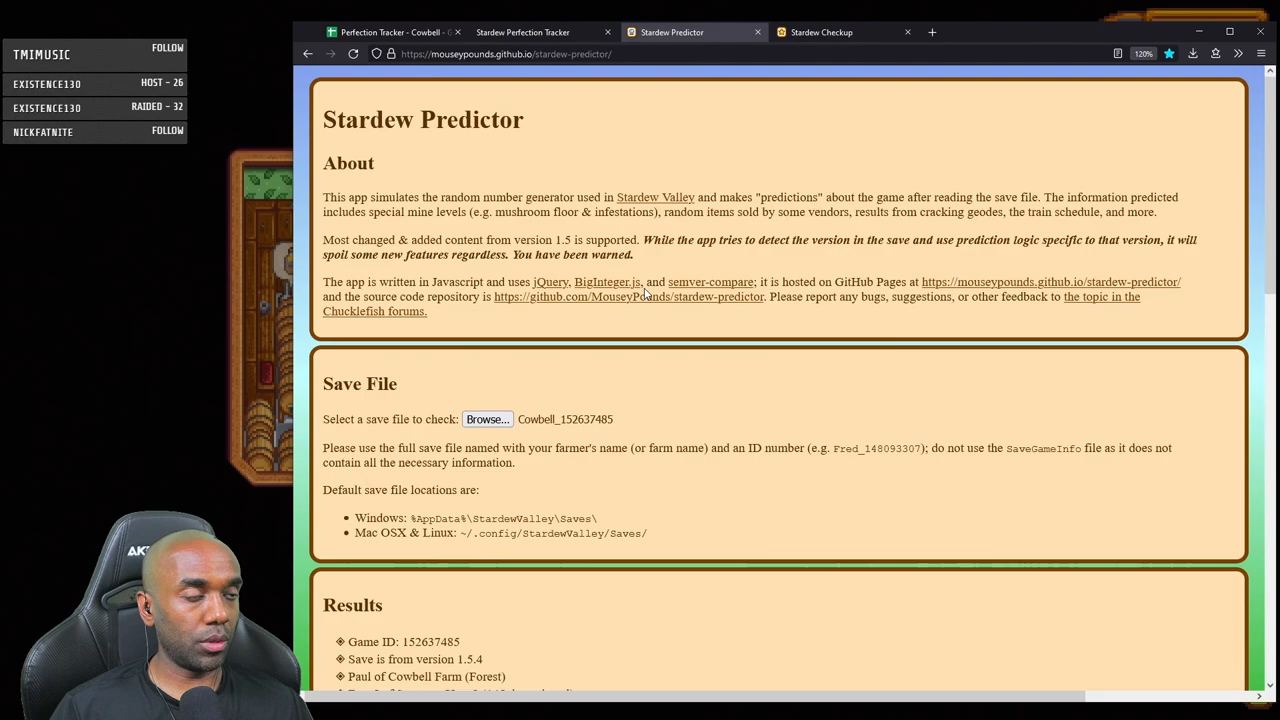 TMIMUSIC FOLLOW
EXISTENCE130 HOST - 26
EXISTENCE130 RAIDED - 32
NICKFATNITE FOLLOW
Perfection Tracker - Cowbell - G
Stardew Perfection Tracker
Stardew Predictor
Stardew Checkup
https://mouseypounds.github.io/stardew-predictor/
120%
Stardew Predictor
About
This app simulates the random number generator used in Stardew Valley and makes "predictions" about the game after reading the save file. The information predicted
includes special mine levels (e.g. mushroom floor & infestations), random items sold by some vendors, results from cracking geodes, the train schedule, and more.
Most changed & added content from version 1.5 is supported. While the app tries to detect the version in the save and use prediction logic specific to that version, it will
spoil some new features regardless. You have been warned.
The app is written in Javascript and uses jQuery, BigInteger.js, and semver-compare; it is hosted on GitHub Pages at https://mouseypounds.github.io/stardew-predictor/
and the source code repository is https://github.com/MouseyPounds/stardew-predictor. Please report any bugs, suggestions, or other feedback to the topic in the
Chucklefish forums.
Save File
Select a save file to check: Browse... Cowbell_152637485
Please use the full save file named with your farmer's name (or farm name) and an ID number (e.g. Fred_148093307); do not use the SaveGameInfo file as it does not
contain all the necessary information.
Default save file locations are:
• Windows: %AppData%\StardewValley\Saves\
• Mac OSX & Linux: ~/.config/StardewValley/Saves/
Results
Game ID: 152637485
Save is from version 1.5.4
Paul of Cowbell Farm (Forest)
AK